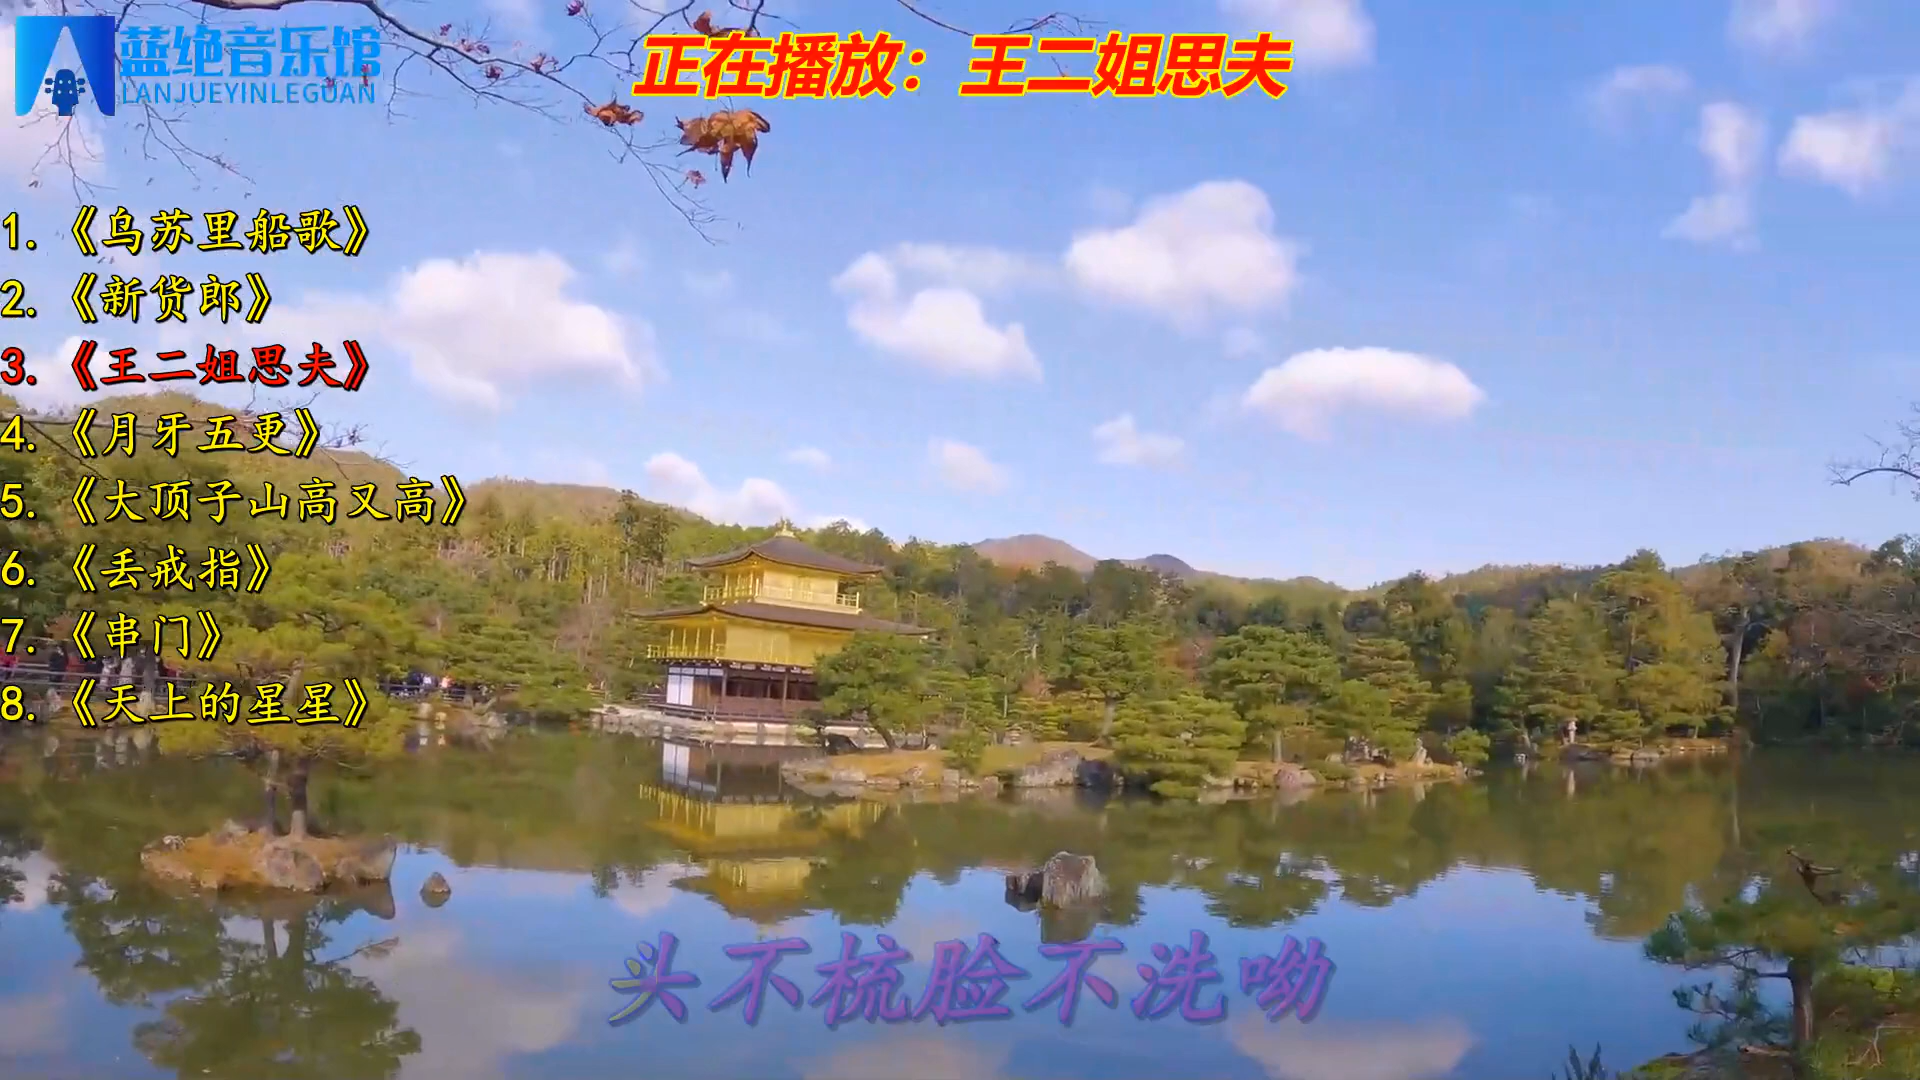 蓝绝音乐馆
LANJUEYINLEGUAN
正在播放：王二姐思夫
1.《乌苏里船歌》
2.《新货郎》
3.《王二姐思夫》
4.《月牙五更》
5.《大顶子山高又高》
6.《丢戒指》
7.《串门》
8.《天上的星星》
头不梳脸不洗呦